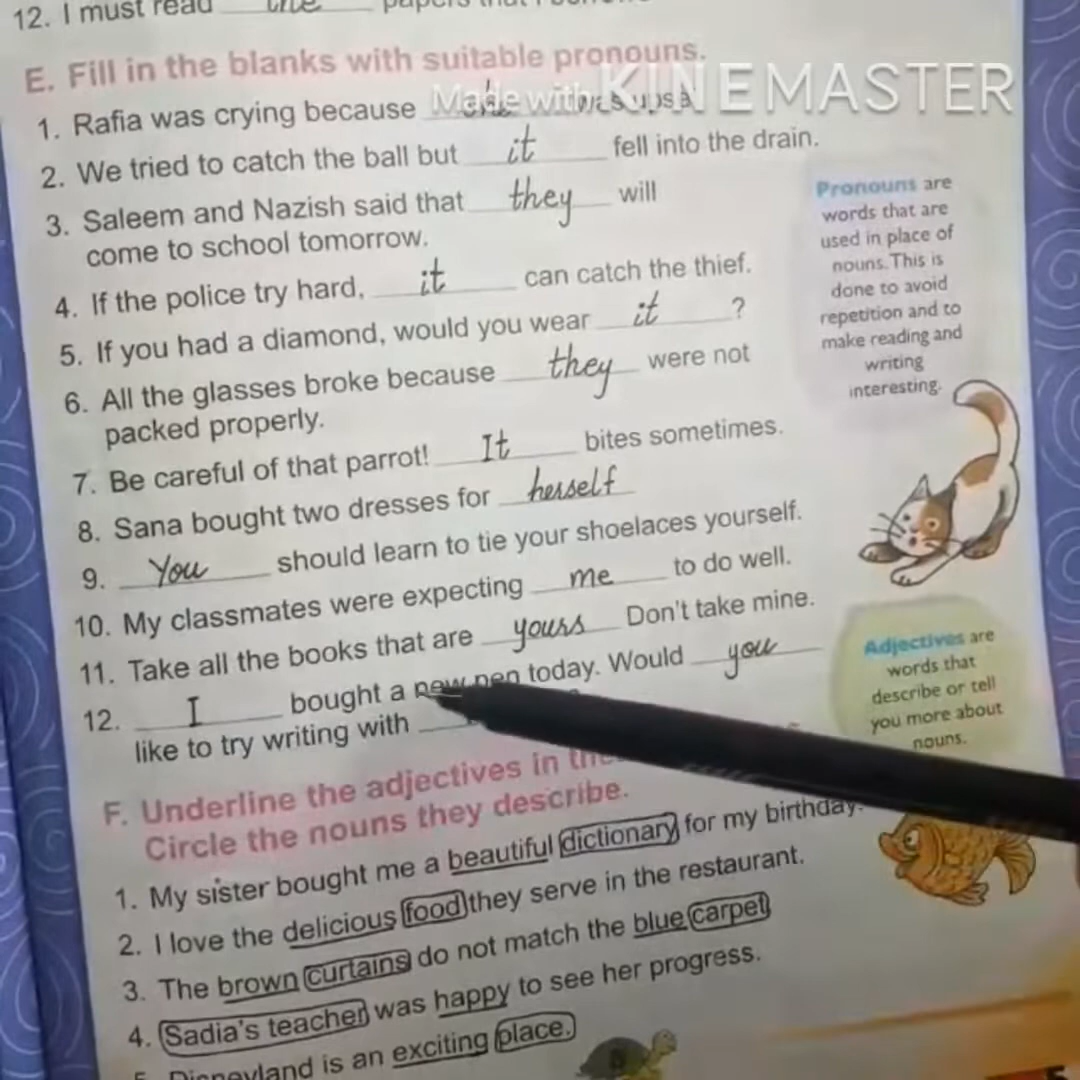 12. I must read the papers that I
E. Fill in the blanks with suitable pronouns.
Made with KINEMASTER
1. Rafia was crying because she was
2. We tried to catch the ball but it fell into the drain.
3. Saleem and Nazish said that they will
come to school tomorrow.
4. If the police try hard, it can catch the thief.
5. If you had a diamond, would you wear it ?
6. All the glasses broke because they were not
packed properly.
7. Be careful of that parrot! It bites sometimes.
8. Sana bought two dresses for herself
9. You should learn to tie your shoelaces yourself.
10. My classmates were expecting me to do well.
11. Take all the books that are yours Don't take mine.
12. I bought a new pen today. Would you
like to try writing with
Pronouns are
words that are
used in place of
nouns. This is
done to avoid
repetition and to
make reading and
writing
interesting.
Adjectives are
words that
describe or tell
you more about
nouns.
F. Underline the adjectives in
Circle the nouns they describe.
1. My sister bought me a beautiful dictionary for my birthday.
2. I love the delicious food they serve in the restaurant.
3. The brown curtains do not match the blue carpet
4. Sadia's teacher was happy to see her progress.
5. Disneyland is an exciting place.